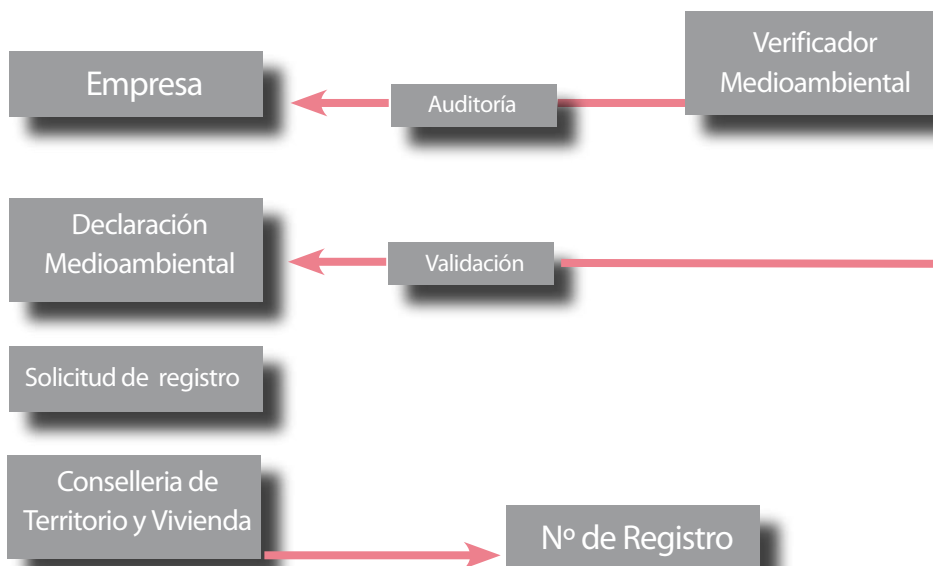 Empresa
Auditoría
Verificador
Medioambiental
Declaración
Medioambiental
Validación
Solicitud de registro
Conselleria de
Territorio y Vivienda
Nº de Registro